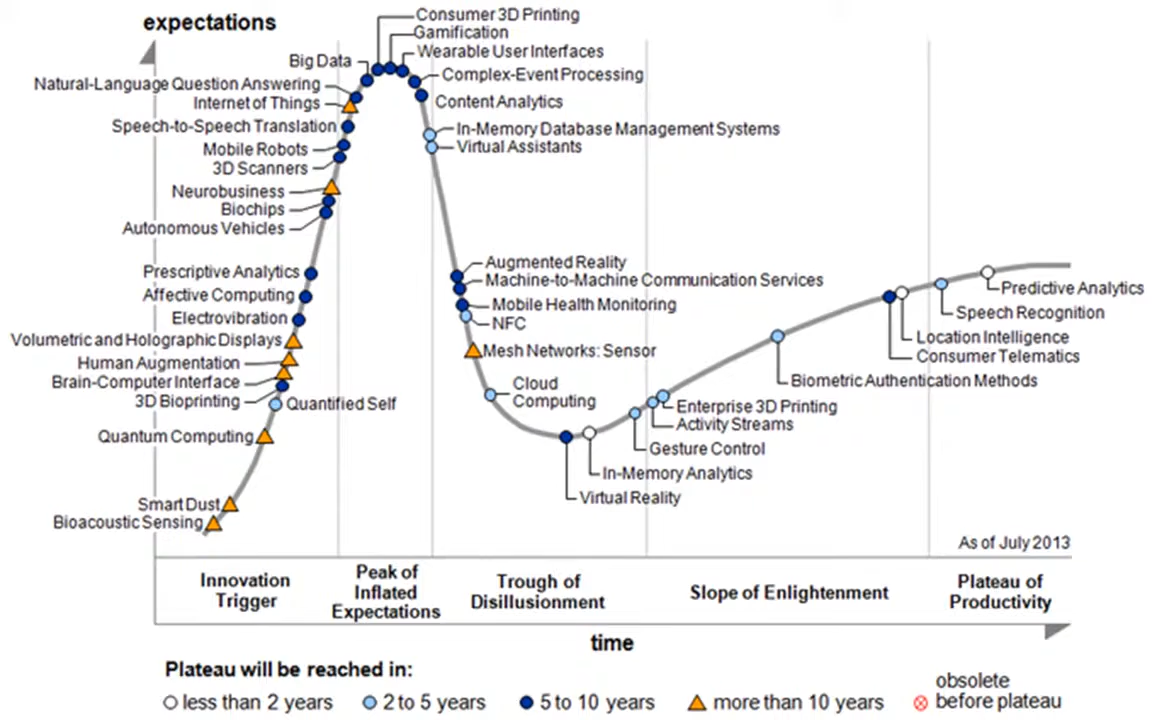 expectations
Consumer 3D Printing
Gamification
Wearable User Interfaces
Big Data
Complex-Event Processing
Natural-Language Question Answering
Content Analytics
Internet of Things
Speech-to-Speech Translation
In-Memory Database Management Systems
Mobile Robots
Virtual Assistants
3D Scanners
Neurobusiness
Biochips
Autonomous Vehicles
Augmented Reality
Prescriptive Analytics
Machine-to-Machine Communication Services
Affective Computing
Mobile Health Monitoring
Electrovibration
NFC
Volumetric and Holographic Displays
Mesh Networks: Sensor
Human Augmentation
Brain-Computer Interface
3D Bioprinting
Quantified Self
Cloud
Computing
Quantum Computing
Smart Dust
Bioacoustic Sensing
Predictive Analytics
Speech Recognition
Location Intelligence
Consumer Telematics
Biometric Authentication Methods
Enterprise 3D Printing
Activity Streams
Gesture Control
In-Memory Analytics
Virtual Reality
As of July 2013
Innovation
Trigger
Peak of
Inflated
Expectations
Trough of
Disillusionment
Slope of Enlightenment
Plateau of
Productivity
time
Plateau will be reached in:
less than 2 years
2 to 5 years
5 to 10 years
more than 10 years
obsolete
before plateau